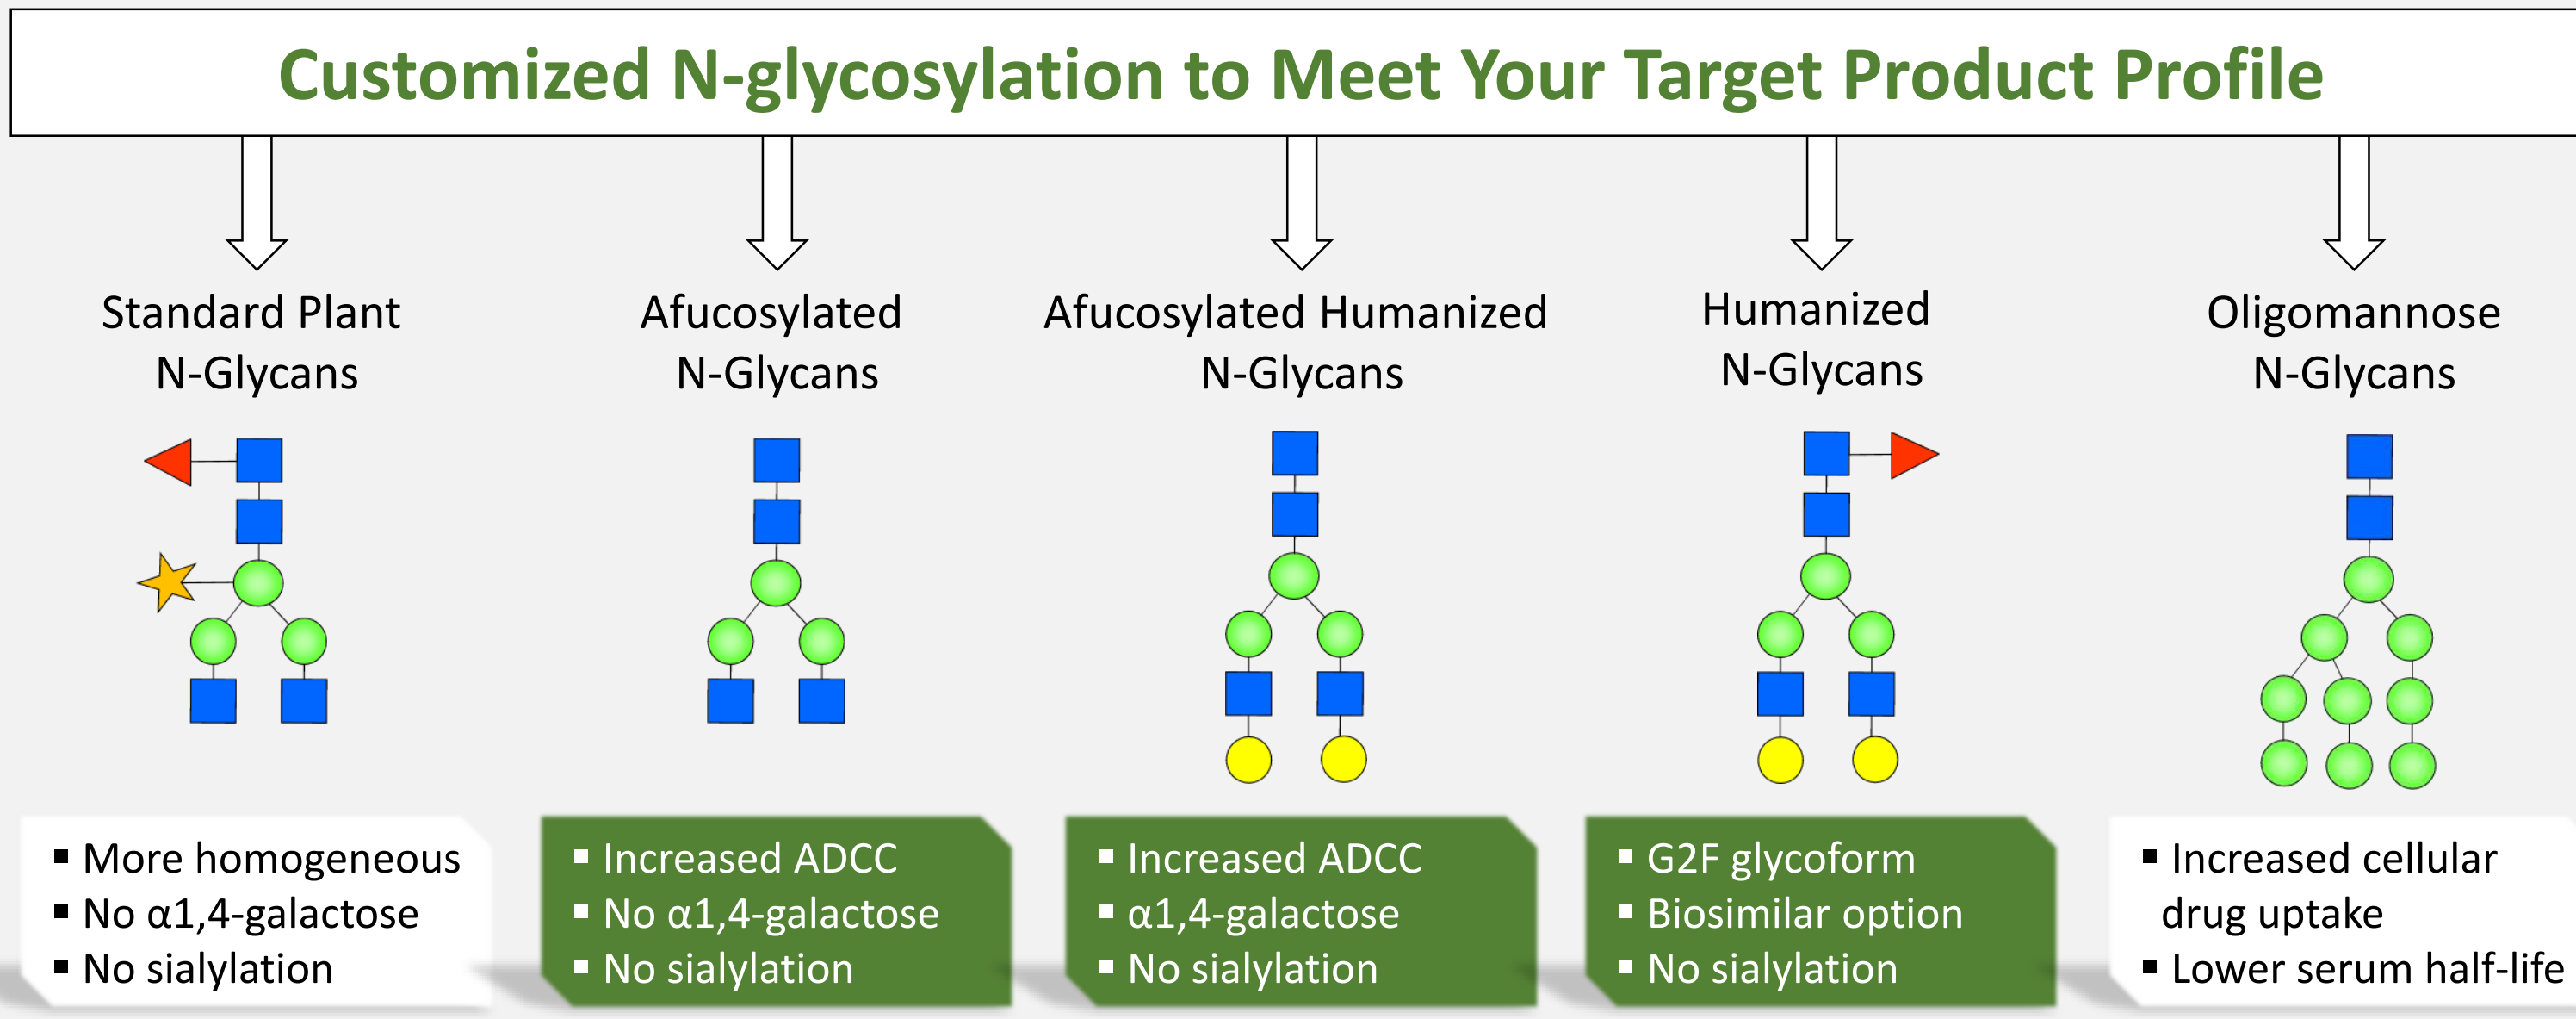 Customized N-glycosylation to Meet Your Target Product Profile
Standard Plant
N-Glycans
Afucosylated
N-Glycans
Afucosylated Humanized
N-Glycans
Humanized
N-Glycans
Oligomannose
N-Glycans
▪ More homogeneous
▪ No α1,4-galactose
▪ No sialylation
▪ Increased ADCC
▪ No α1,4-galactose
▪ No sialylation
▪ Increased ADCC
▪ α1,4-galactose
▪ No sialylation
▪ G2F glycoform
▪ Biosimilar option
▪ No sialylation
▪ Increased cellular
drug uptake
▪ Lower serum half-life